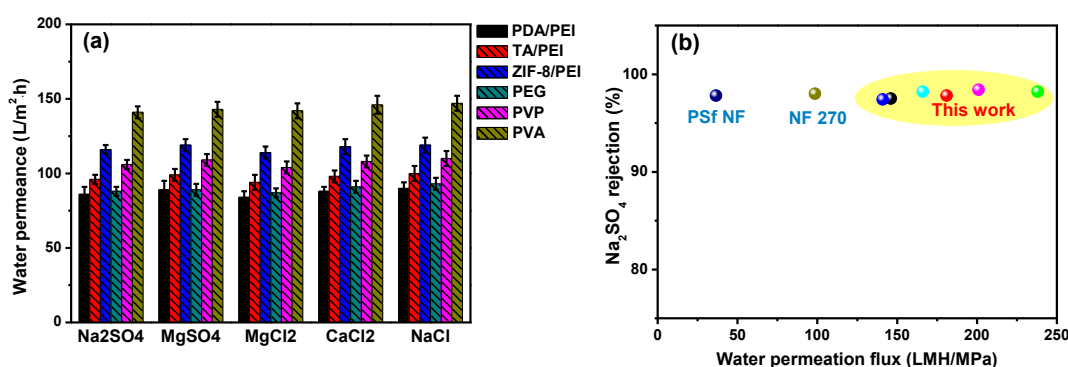 (a)
Water permeance (L/m²·h)
200
150
100
50
0
PDA/PEI
TA/PEI
ZIF-8/PEI
PEG
PVP
PVA
Na2SO4 MgSO4 MgCl2 CaCl2 NaCl
(b)
Na₂SO₄ rejection (%)
100
90
80
PSf NF
NF 270
This work
0 50 100 150 200 250
Water permeation flux (LMH/MPa)